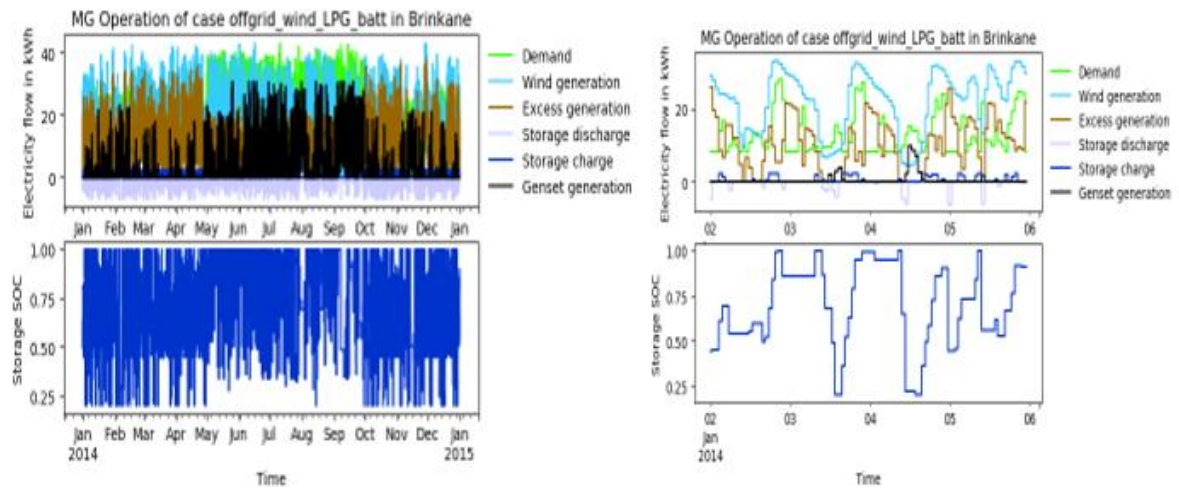 MG Operation of case offgrid_wind_LPG_batt in Brinkane
Electricity flow in kWh
40
20
0
Jan Feb Mar Apr May Jun Jul Aug Sep Oct Nov Dec Jan
Demand
Wind generation
Excess generation
Storage discharge
Storage charge
Genset generation
Storage SOC
1.00
0.75
0.50
0.25
Jan Feb Mar Apr May Jun Jul Aug Sep Oct Nov Dec Jan
2014 2015
Time
MG Operation of case offgrid_wind_LPG_batt in Brinkane
Electricity flow in kWh
20
0
02 03 04 05 06
Demand
Wind generation
Excess generation
Storage discharge
Storage charge
Genset generation
Storage SOC
1.00
0.75
0.50
0.25
02 03 04 05 06
Jan
2014
Time